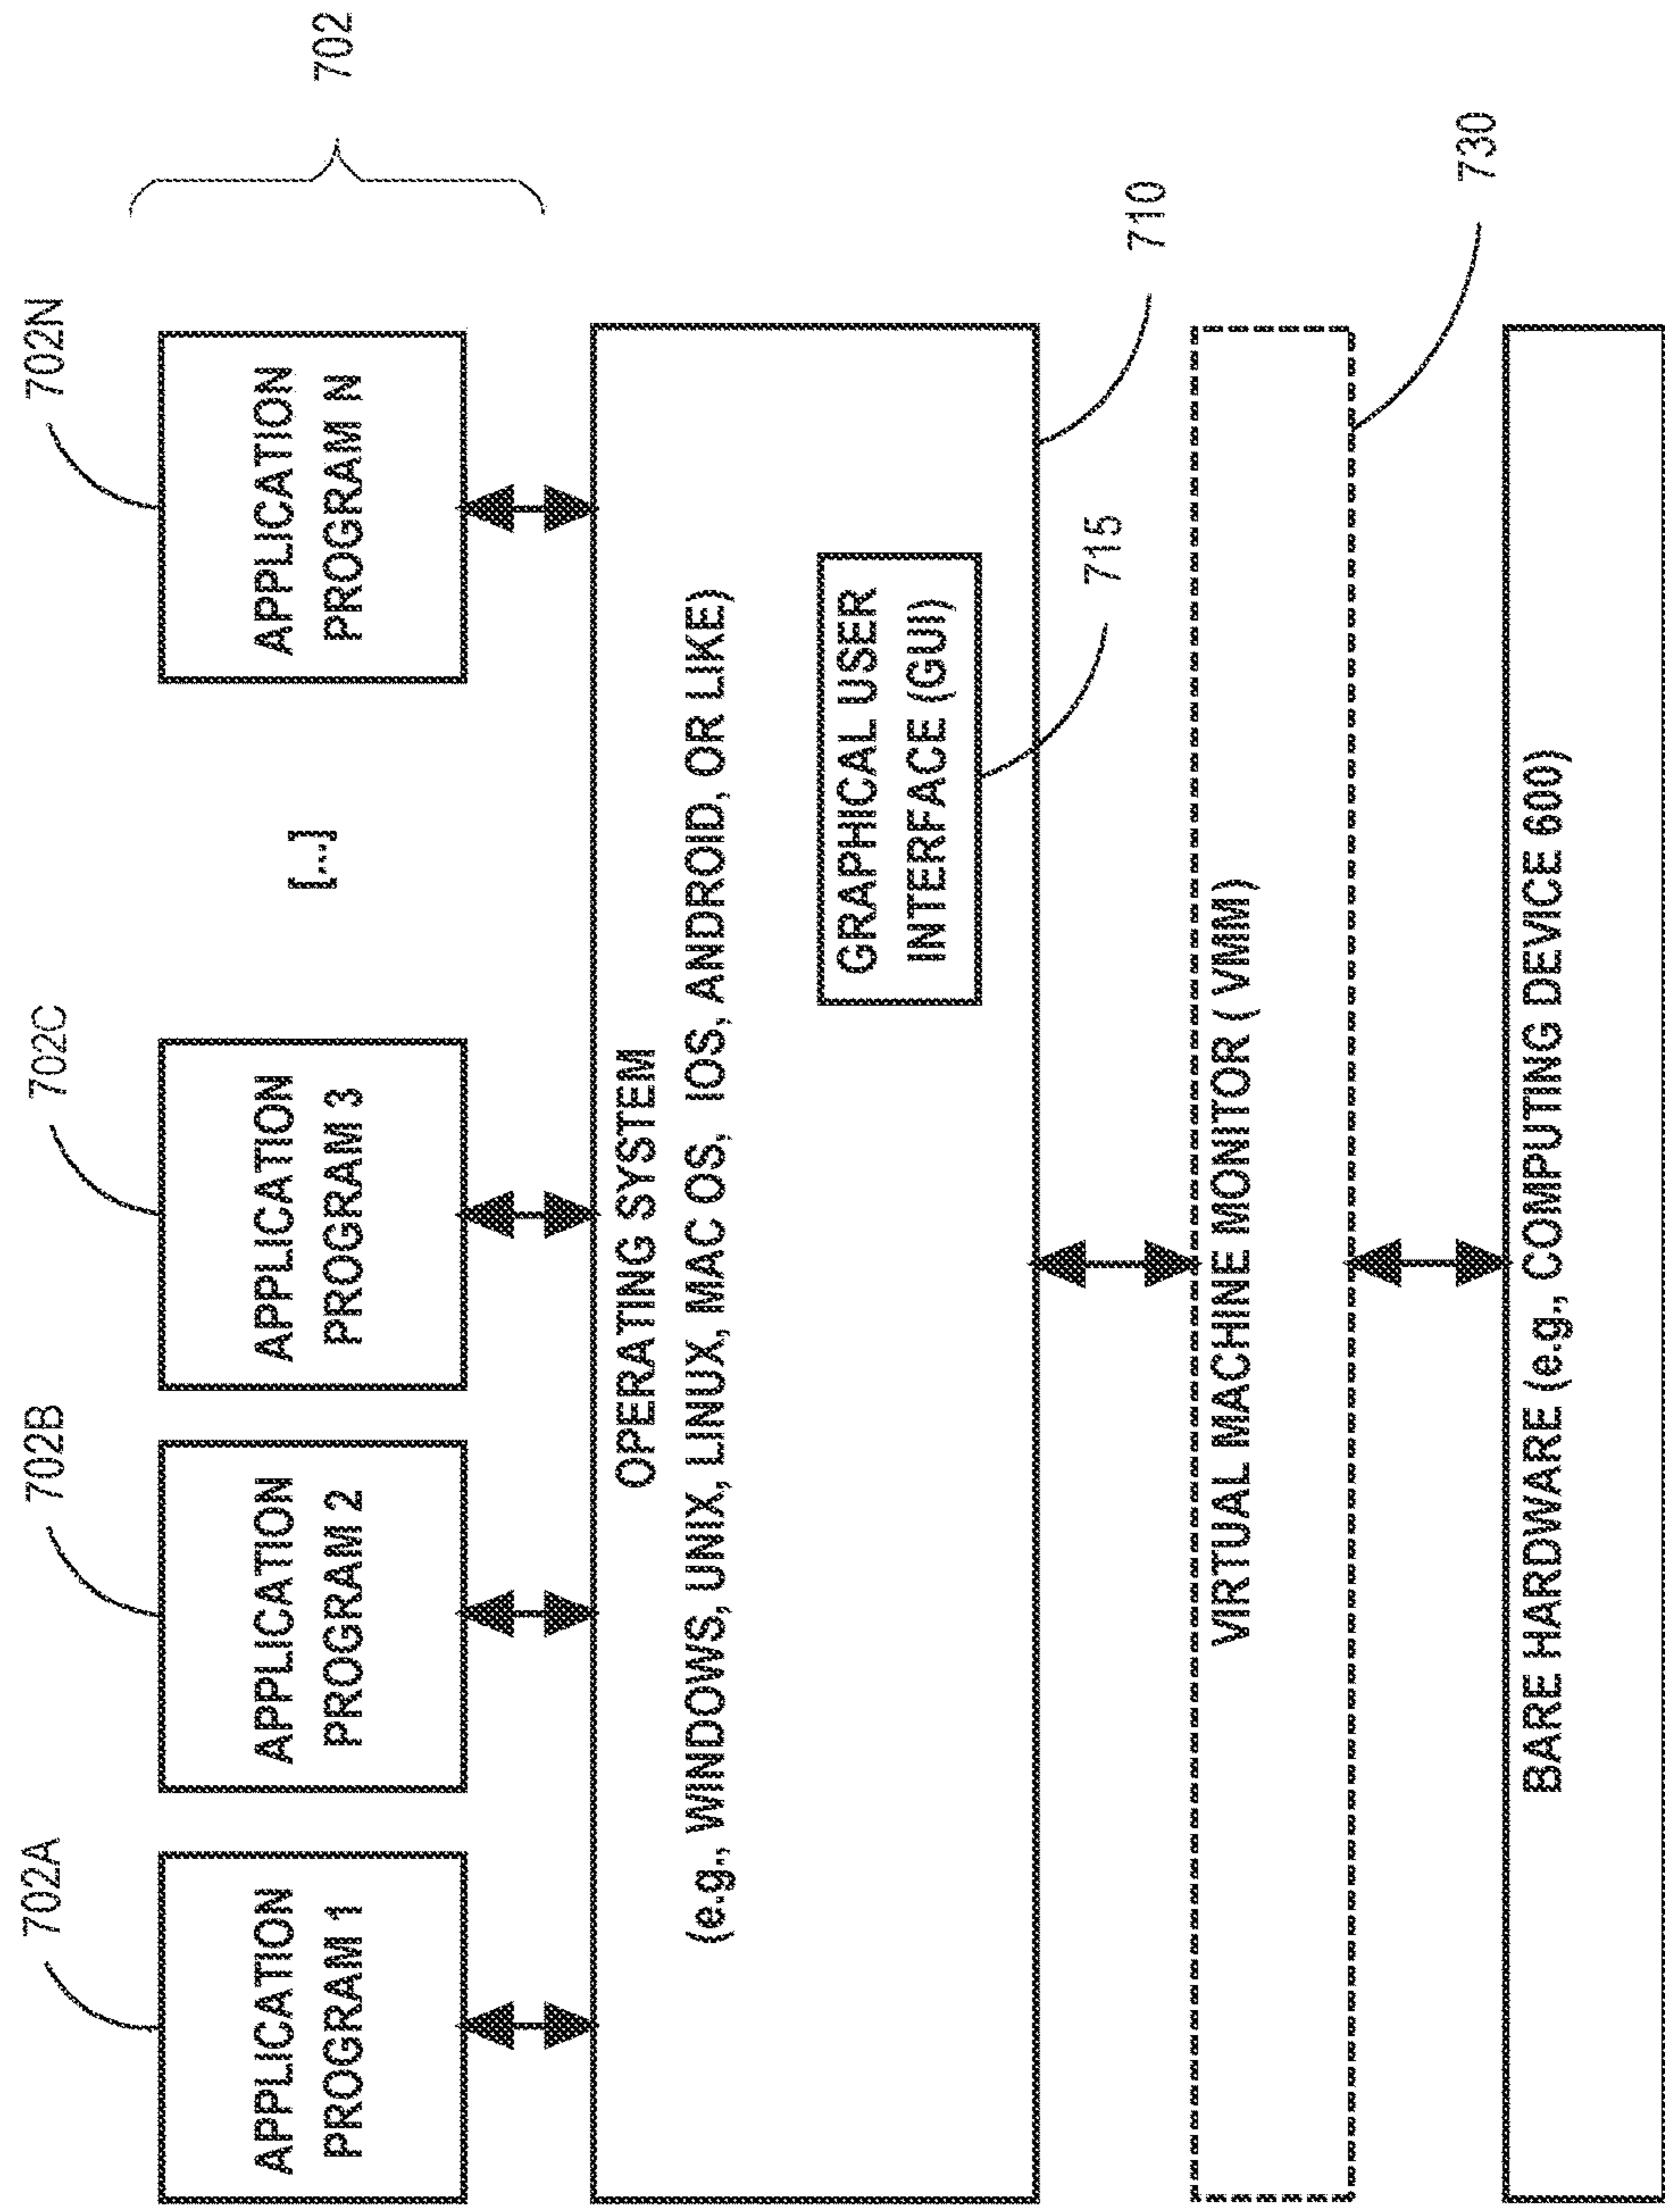 702A
702B
702C
702N
702
APPLICATION
PROGRAM 1
APPLICATION
PROGRAM 2
APPLICATION
PROGRAM 3
[...]
APPLICATION
PROGRAM N
OPERATING SYSTEM
(e.g., WINDOWS, UNIX, LINUX, MAC OS, IOS, ANDROID, OR LIKE)
GRAPHICAL USER
INTERFACE (GUI)
715
710
VIRTUAL MACHINE MONITOR ( VMM)
730
BARE HARDWARE (e.g., COMPUTING DEVICE 600)